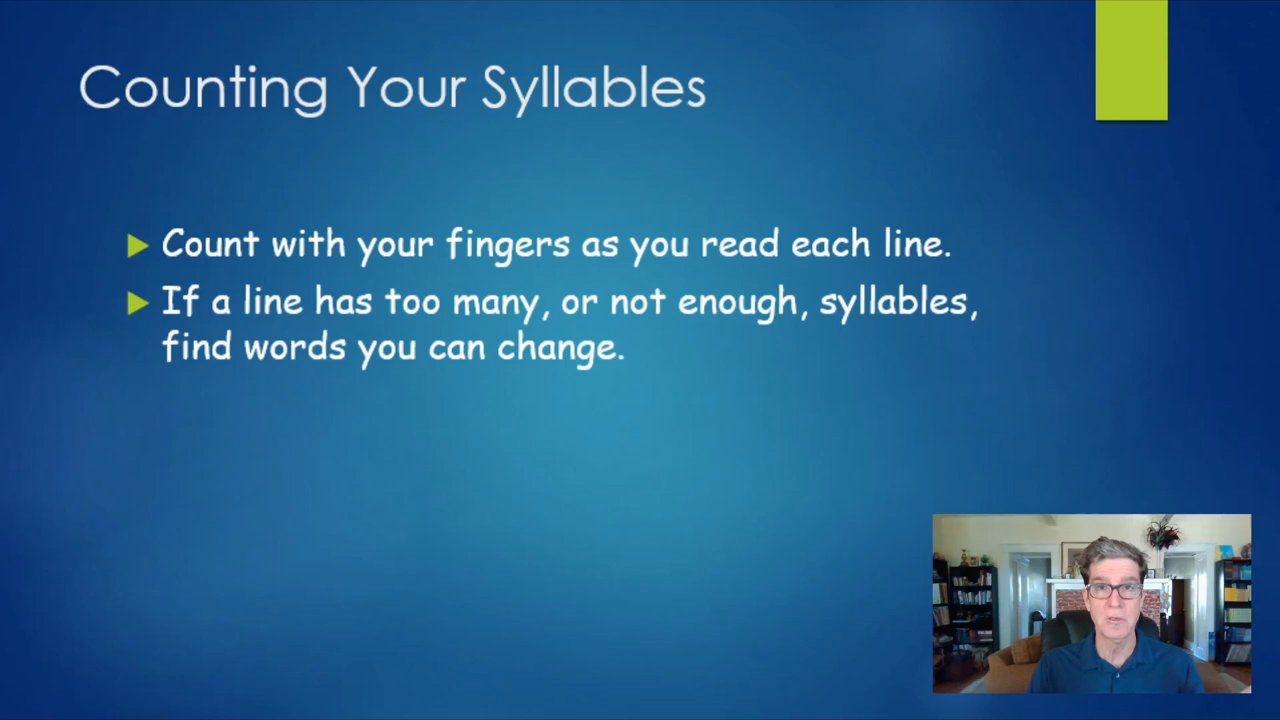 Counting Your Syllables
Count with your fingers as you read each line.
If a line has too many, or not enough, syllables,
find words you can change.